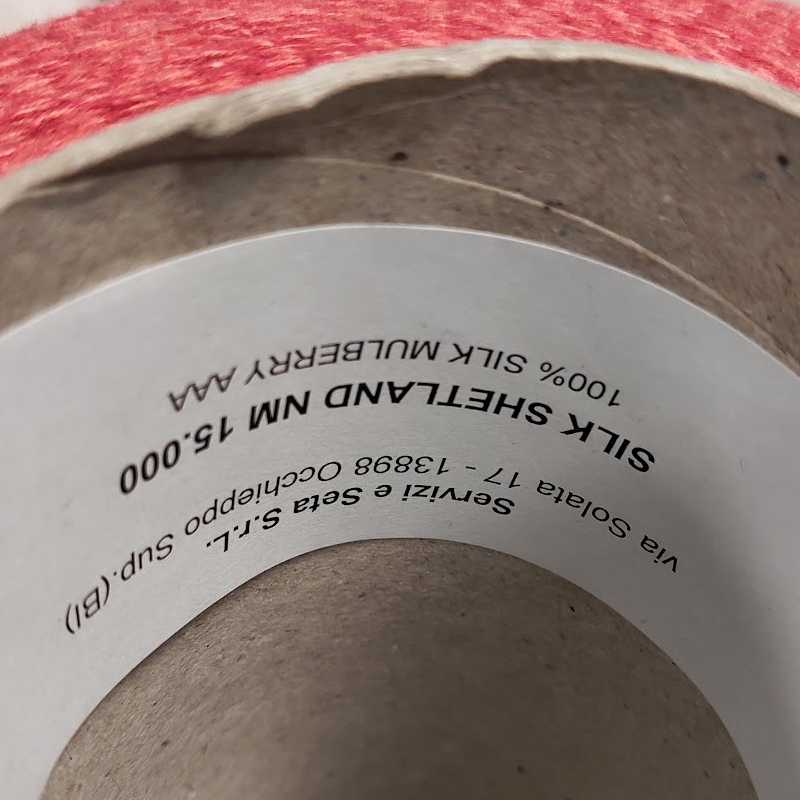 Servizi e Seta S.r.L.
via Solata 17 - 13898 Occhieppo Sup.(BI)
SILK SHETLAND NM 15.000
100% SILK MULBERRY AAA